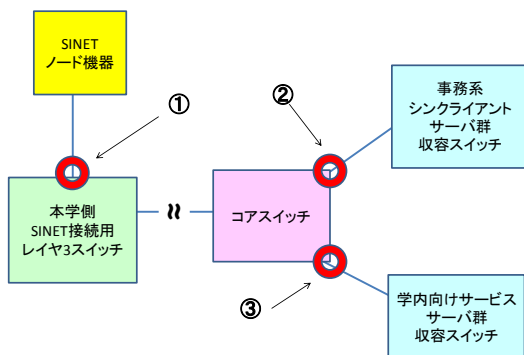 SINET
ノード機器
①
②
事務系
シンクライアント
サーバ群
収容スイッチ
本学側
SINET接続用
レイヤ3スイッチ
コアスイッチ
③
学内向けサービス
サーバ群
収容スイッチ